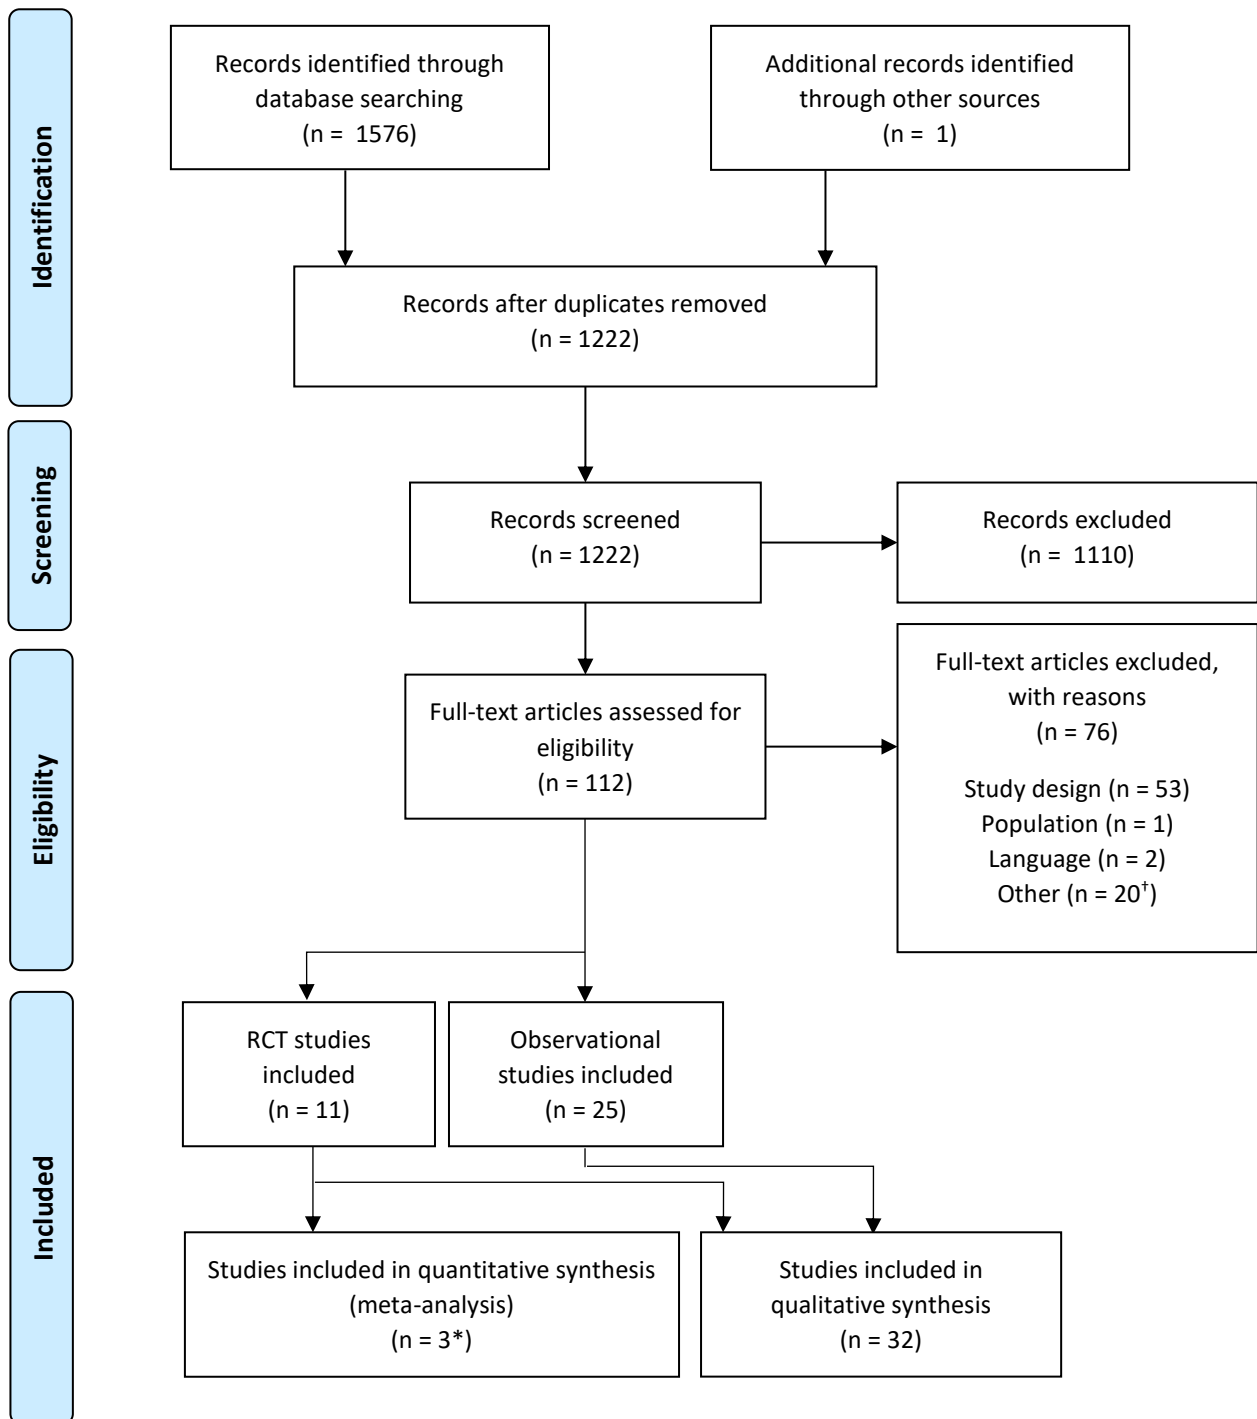 Identification
Records identified through
database searching
(n = 1576)
Additional records identified
through other sources
(n = 1)
Records after duplicates removed
(n = 1222)
Screening
Records screened
(n = 1222)
Records excluded
(n = 1110)
Eligibility
Full-text articles assessed for
eligibility
(n = 112)
Full-text articles excluded,
with reasons
(n = 76)
Study design (n = 53)
Population (n = 1)
Language (n = 2)
Other (n = 20†)
Included
RCT studies
included
(n = 11)
Observational
studies included
(n = 25)
Studies included in quantitative synthesis
(meta-analysis)
(n = 3*)
Studies included in
qualitative synthesis
(n = 32)